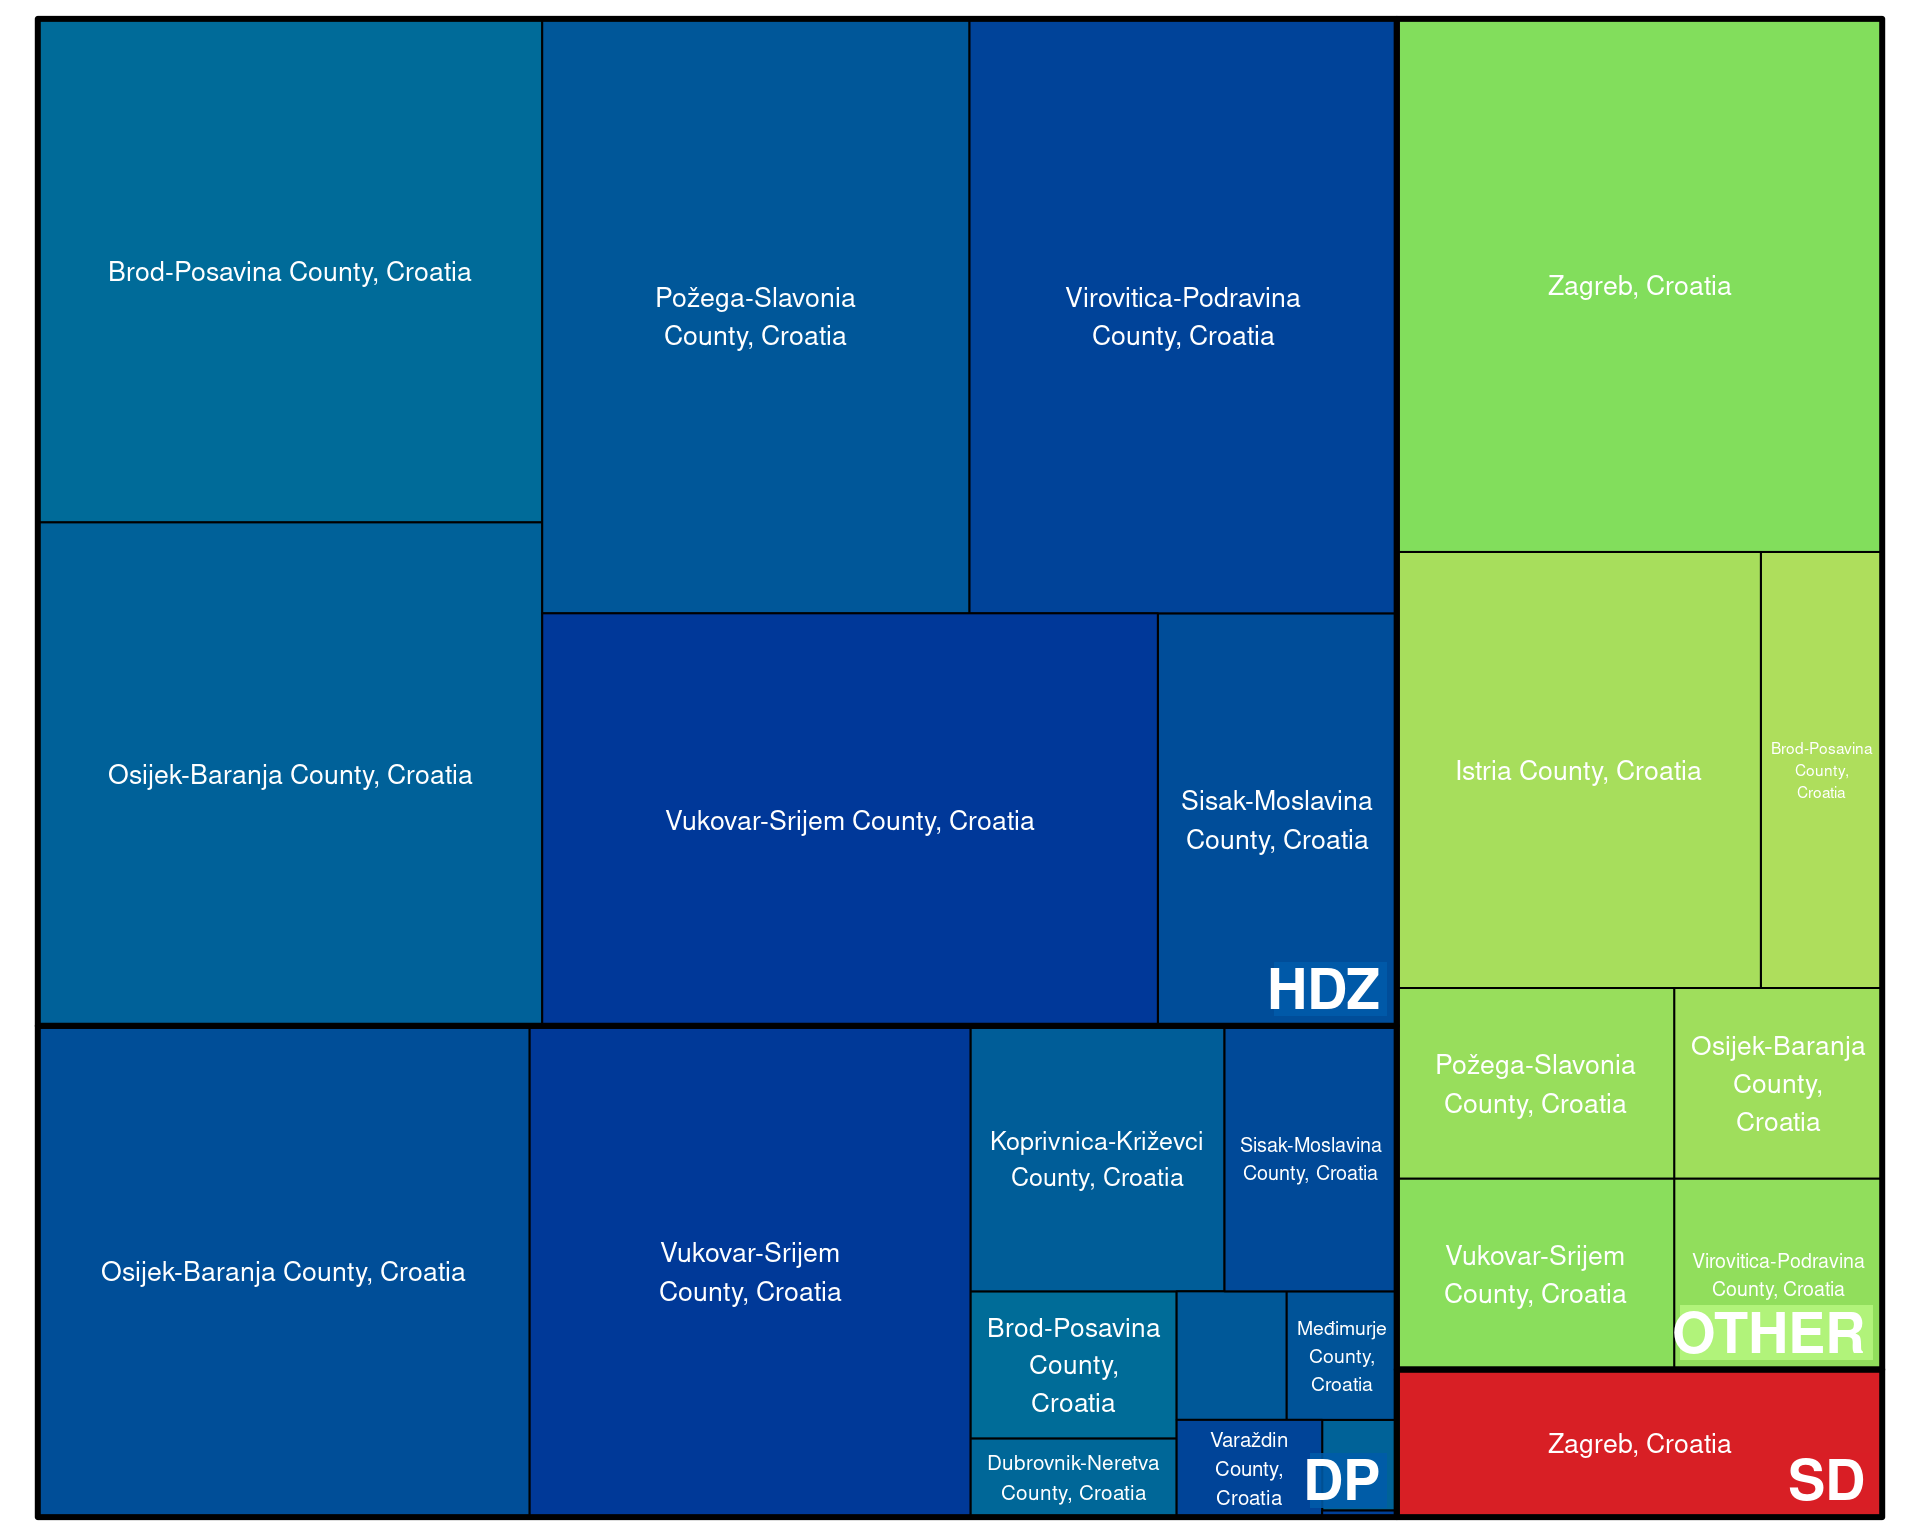 Brod-Posavina County, Croatia
Osijek-Baranja County, Croatia
Požega-Slavonia
County, Croatia
Virovitica-Podravina
County, Croatia
Vukovar-Srijem County, Croatia
Sisak-Moslavina
County, Croatia
HDZ
Osijek-Baranja County, Croatia
Vukovar-Srijem
County, Croatia
Koprivnica-Križevci
County, Croatia
Sisak-Moslavina
County, Croatia
Brod-Posavina
County,
Croatia
Međimurje
County,
Croatia
Dubrovnik-Neretva
County, Croatia
Varaždin
County,
Croatia
DP
Zagreb, Croatia
Istria County, Croatia
Brod-Posavina
County,
Croatia
Požega-Slavonia
County, Croatia
Osijek-Baranja
County,
Croatia
Vukovar-Srijem
County, Croatia
Virovitica-Podravina
County, Croatia
OTHER
Zagreb, Croatia
SD